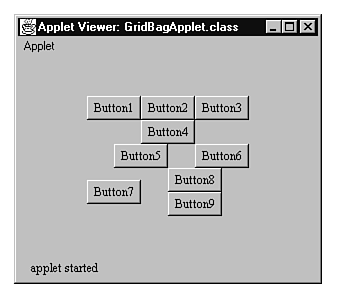 Applet Viewer: GridBagApplet.class
Applet
Button1 Button2 Button3
Button4
Button5 Button6
Button8
Button7
Button9
applet started